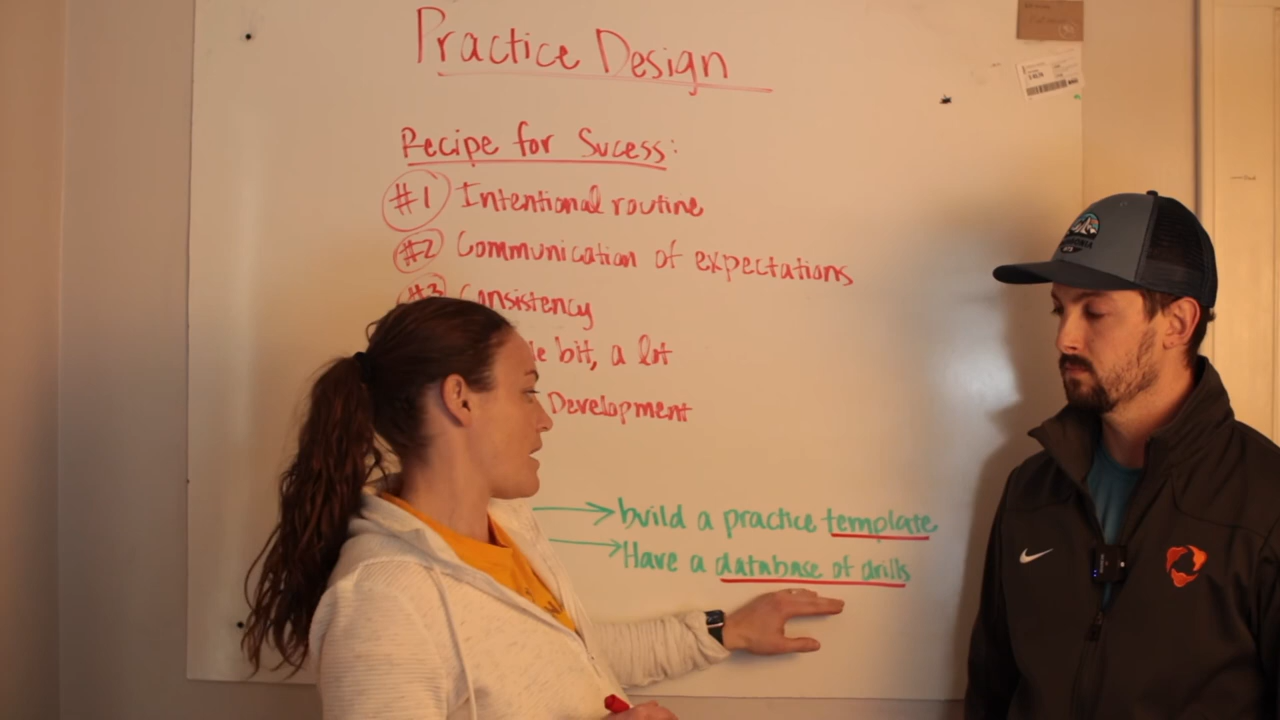 Practice Design
Recipe for Sucess:
#1 Intentional routine
#2 Communication of expectations
#3 Consistency
bit, a lot
Development
→ build a practice template
→ Have a database of drills